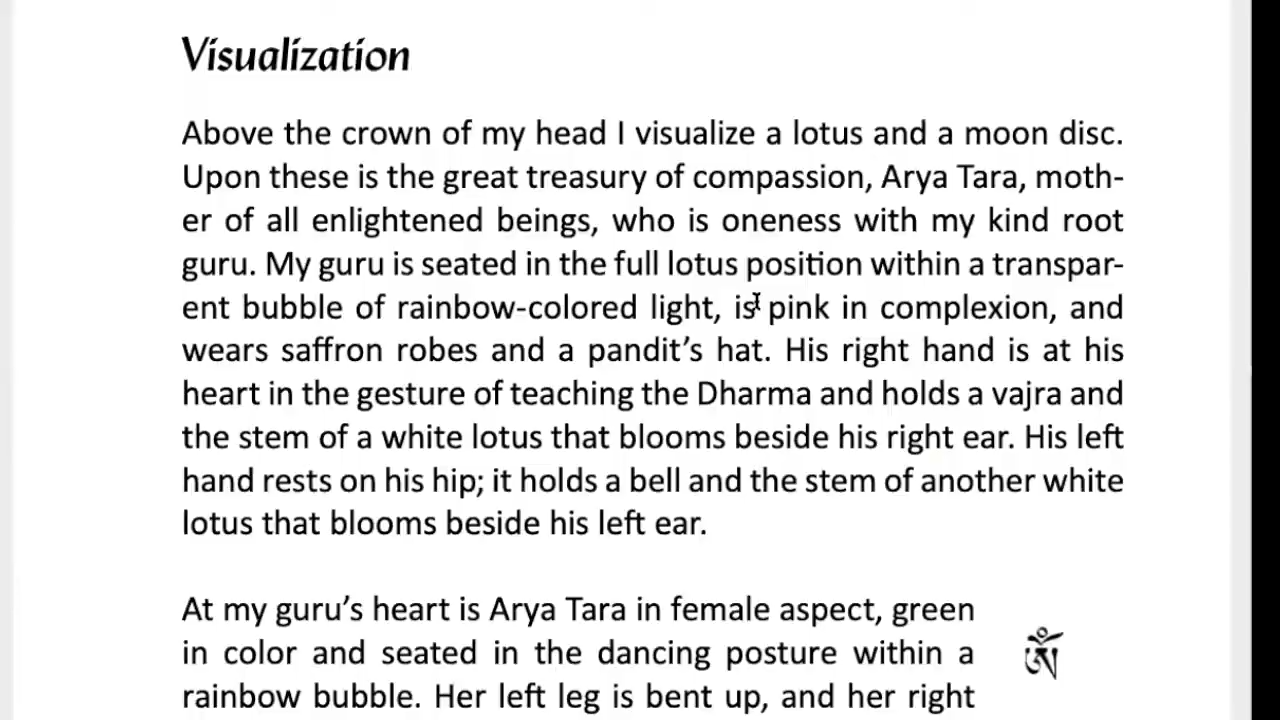 Visualization
Above the crown of my head I visualize a lotus and a moon disc.
Upon these is the great treasury of compassion, Arya Tara, moth-
er of all enlightened beings, who is oneness with my kind root
guru. My guru is seated in the full lotus position within a transpar-
ent bubble of rainbow-colored light, is pink in complexion, and
wears saffron robes and a pandit’s hat. His right hand is at his
heart in the gesture of teaching the Dharma and holds a vajra and
the stem of a white lotus that blooms beside his right ear. His left
hand rests on his hip; it holds a bell and the stem of another white
lotus that blooms beside his left ear.
At my guru’s heart is Arya Tara in female aspect, green
in color and seated in the dancing posture within a
rainbow bubble. Her left leg is bent up, and her right
ༀ